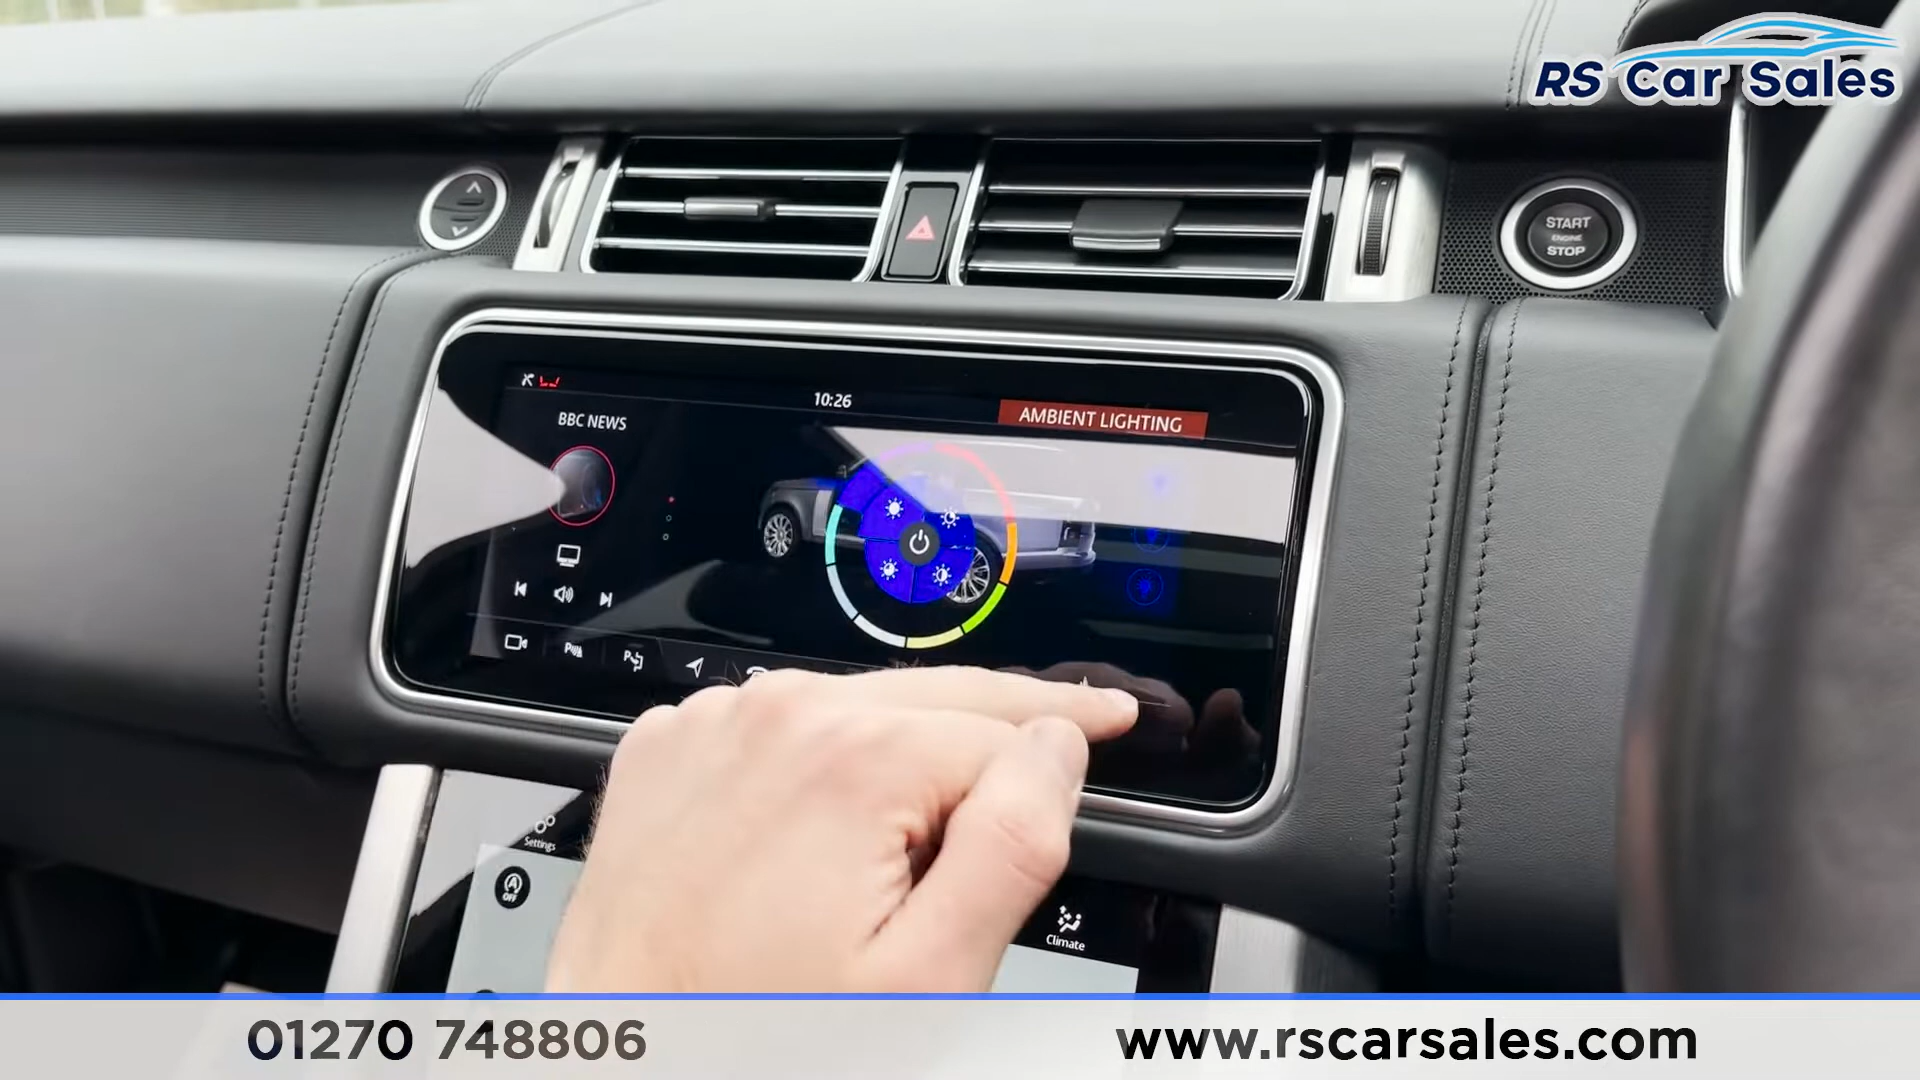 RS Car Sales
START
ENGINE
STOP
10:26
AMBIENT LIGHTING
BBC NEWS
Settings
OFF
Climate
01270 748806
www.rscarsales.com